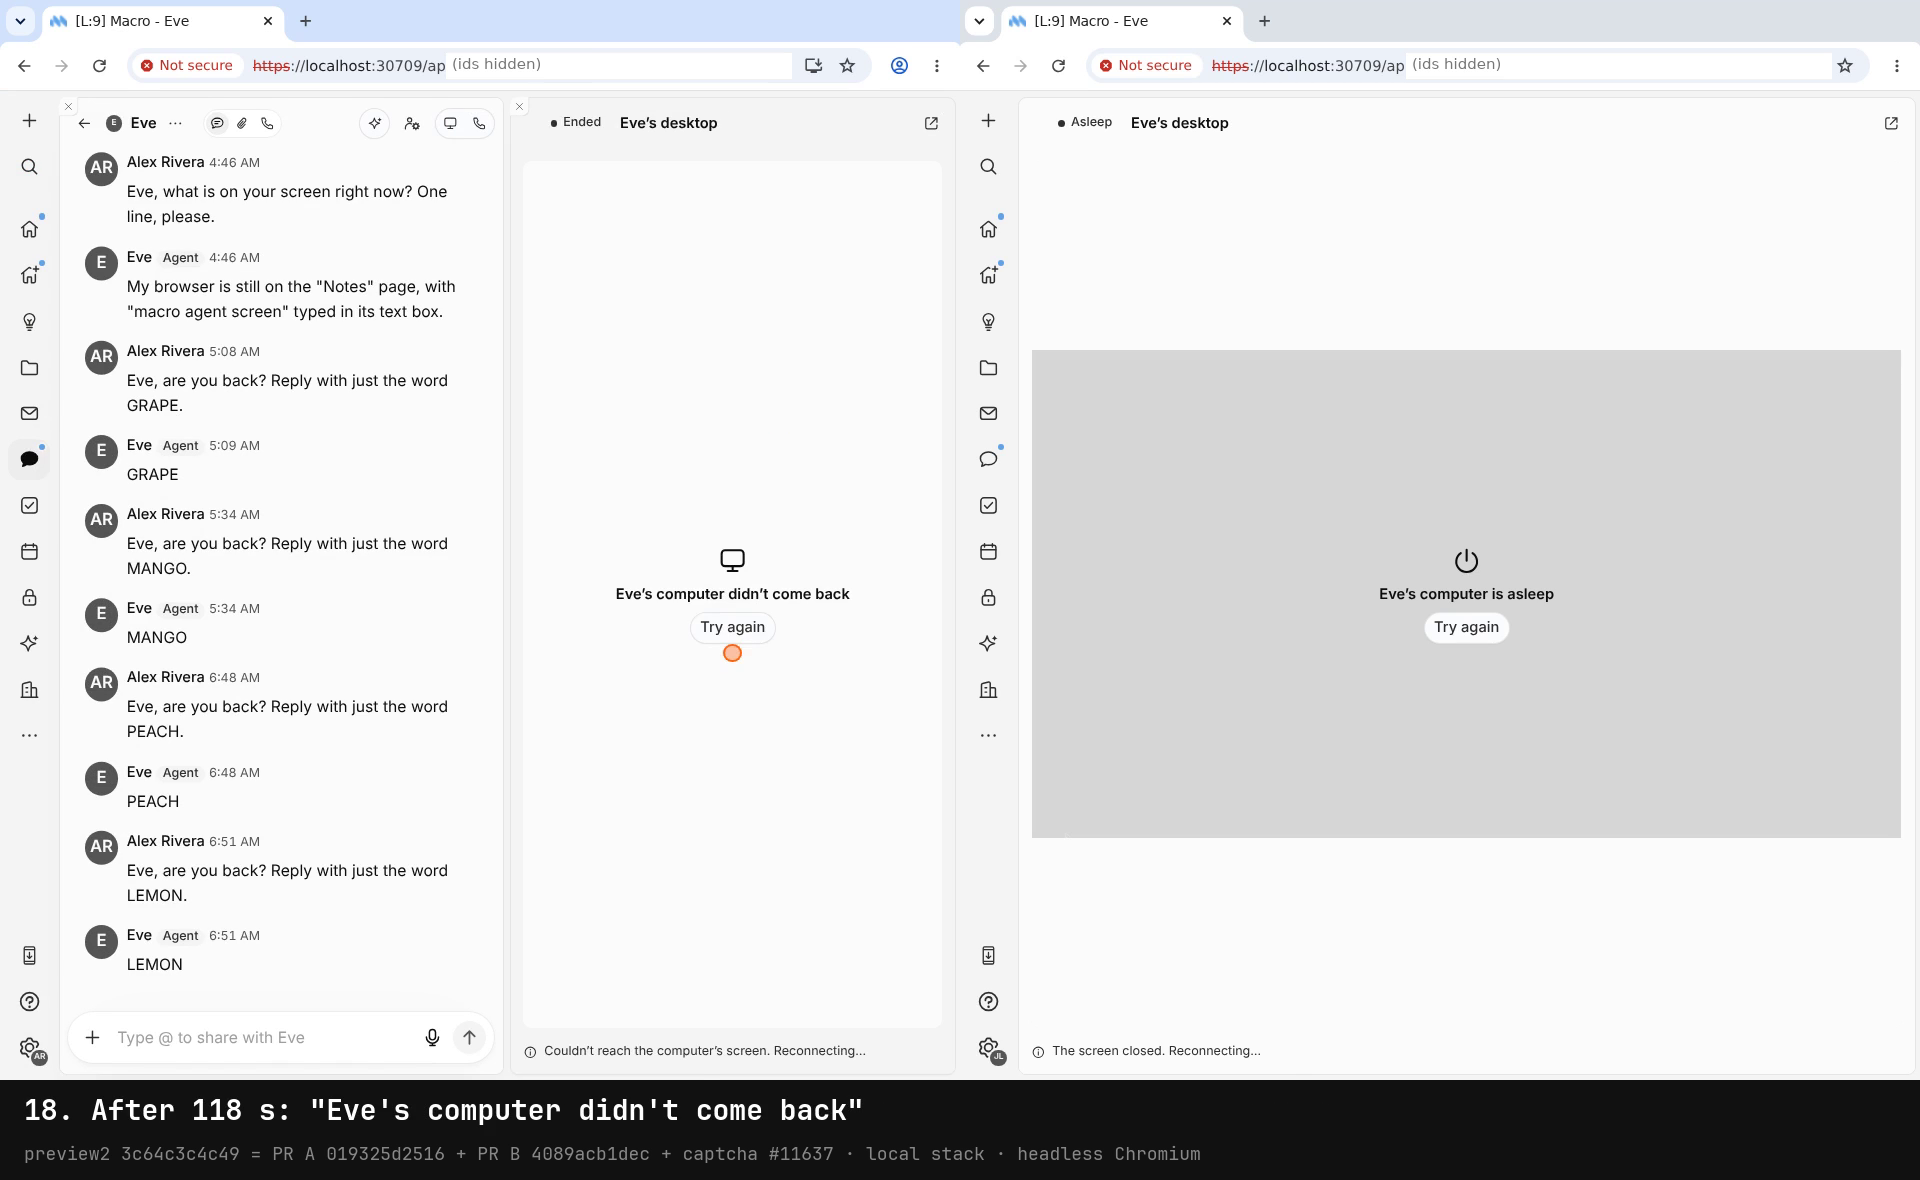 [L:9] Macro - Eve
Not secure
https://localhost:30709/ap (ids hidden)
E
Eve
AR
Alex Rivera 4:46 AM
Eve, what is on your screen right now? One
line, please.
E
Eve Agent 4:46 AM
My browser is still on the "Notes" page, with
"macro agent screen" typed in its text box.
AR
Alex Rivera 5:08 AM
Eve, are you back? Reply with just the word
GRAPE.
E
Eve Agent 5:09 AM
GRAPE
AR
Alex Rivera 5:34 AM
Eve, are you back? Reply with just the word
MANGO.
E
Eve Agent 5:34 AM
MANGO
AR
Alex Rivera 6:48 AM
Eve, are you back? Reply with just the word
PEACH.
E
Eve Agent 6:48 AM
PEACH
AR
Alex Rivera 6:51 AM
Eve, are you back? Reply with just the word
LEMON.
E
Eve Agent 6:51 AM
LEMON
Type @ to share with Eve
AR
Ended Eve’s desktop
Eve’s computer didn’t come back
Try again
Couldn’t reach the computer’s screen. Reconnecting...
[L:9] Macro - Eve
Not secure
https://localhost:30709/ap (ids hidden)
Asleep Eve’s desktop
Eve’s computer is asleep
Try again
JL
The screen closed. Reconnecting...
18. After 118 s: "Eve's computer didn't come back"
preview2 3c64c3c4c49 = PR A 019325d2516 + PR B 4089acb1dec + captcha #11637 · local stack · headless Chromium